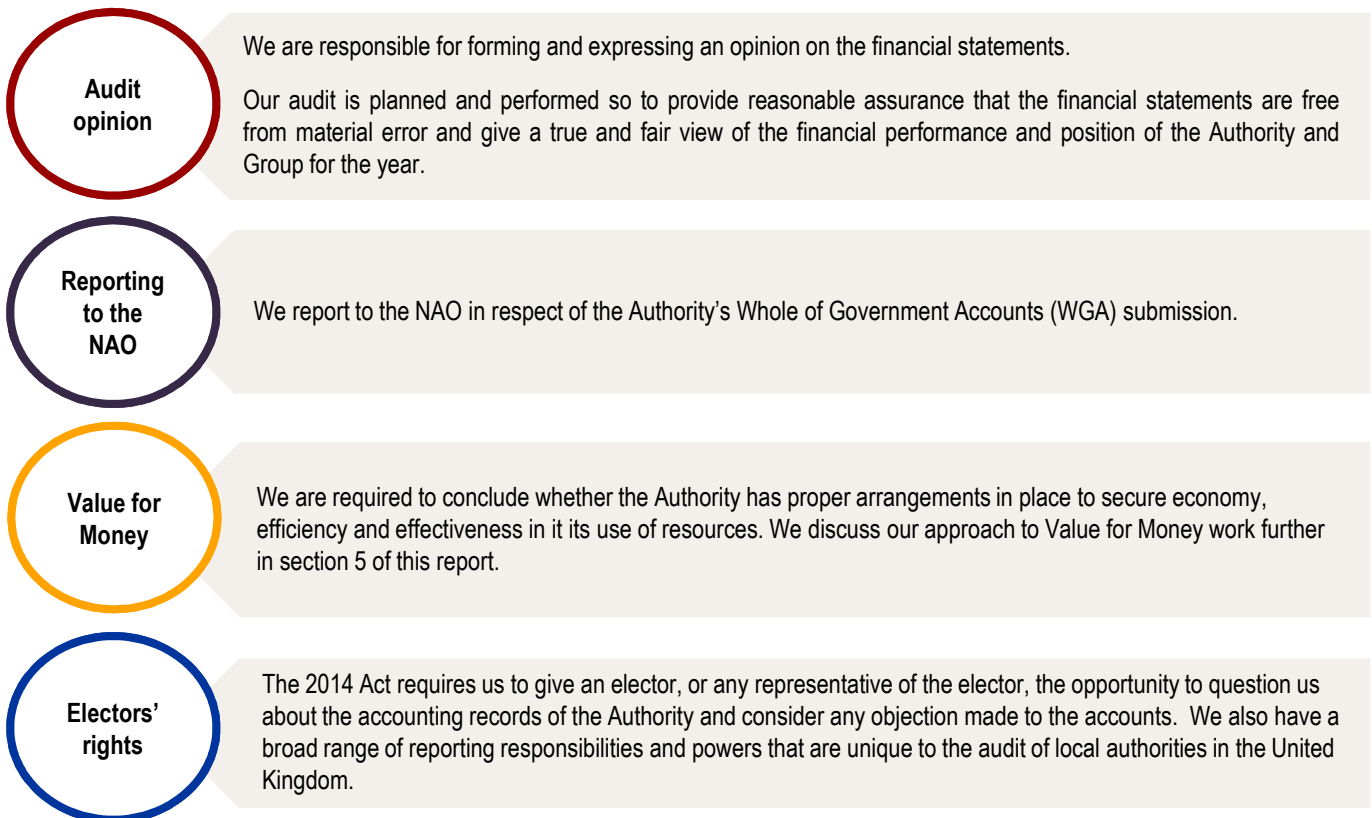 Audit
opinion
We are responsible for forming and expressing an opinion on the financial statements.
Our audit is planned and performed so to provide reasonable assurance that the financial statements are free
from material error and give a true and fair view of the financial performance and position of the Authority and
Group for the year.
Reporting
to the
NAO
We report to the NAO in respect of the Authority’s Whole of Government Accounts (WGA) submission.
Value for
Money
We are required to conclude whether the Authority has proper arrangements in place to secure economy,
efficiency and effectiveness in it its use of resources. We discuss our approach to Value for Money work further
in section 5 of this report.
Electors’
rights
The 2014 Act requires us to give an elector, or any representative of the elector, the opportunity to question us
about the accounting records of the Authority and consider any objection made to the accounts.  We also have a
broad range of reporting responsibilities and powers that are unique to the audit of local authorities in the United
Kingdom.